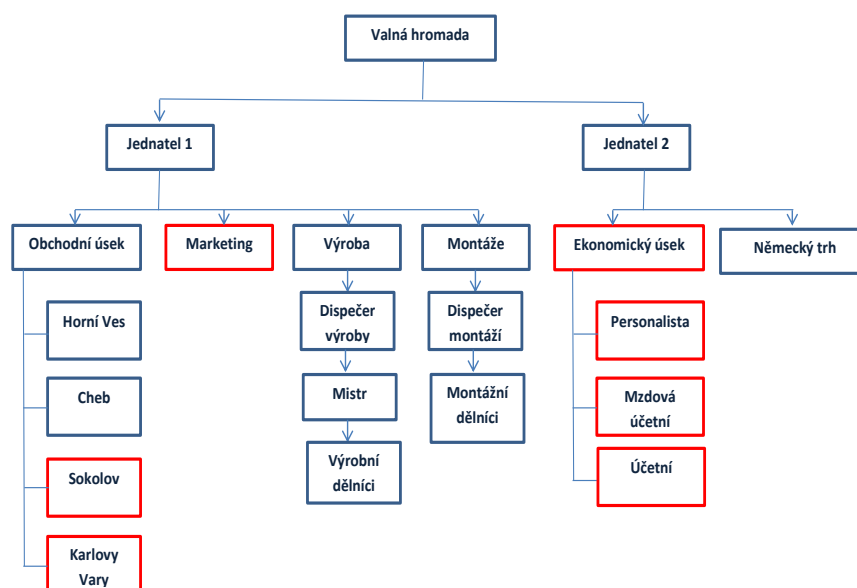 Valná hromada
Jednatel 1
Jednatel 2
Obchodní úsek
Marketing
Výroba
Montáže
Ekonomický úsek
Německý trh
Horní Ves
Dispečer
výroby
Dispečer
montáží
Personalista
Cheb
Mistr
Montážní
dělníci
Mzdová
účetní
Sokolov
Výrobní
dělníci
Účetní
Karlovy
Vary